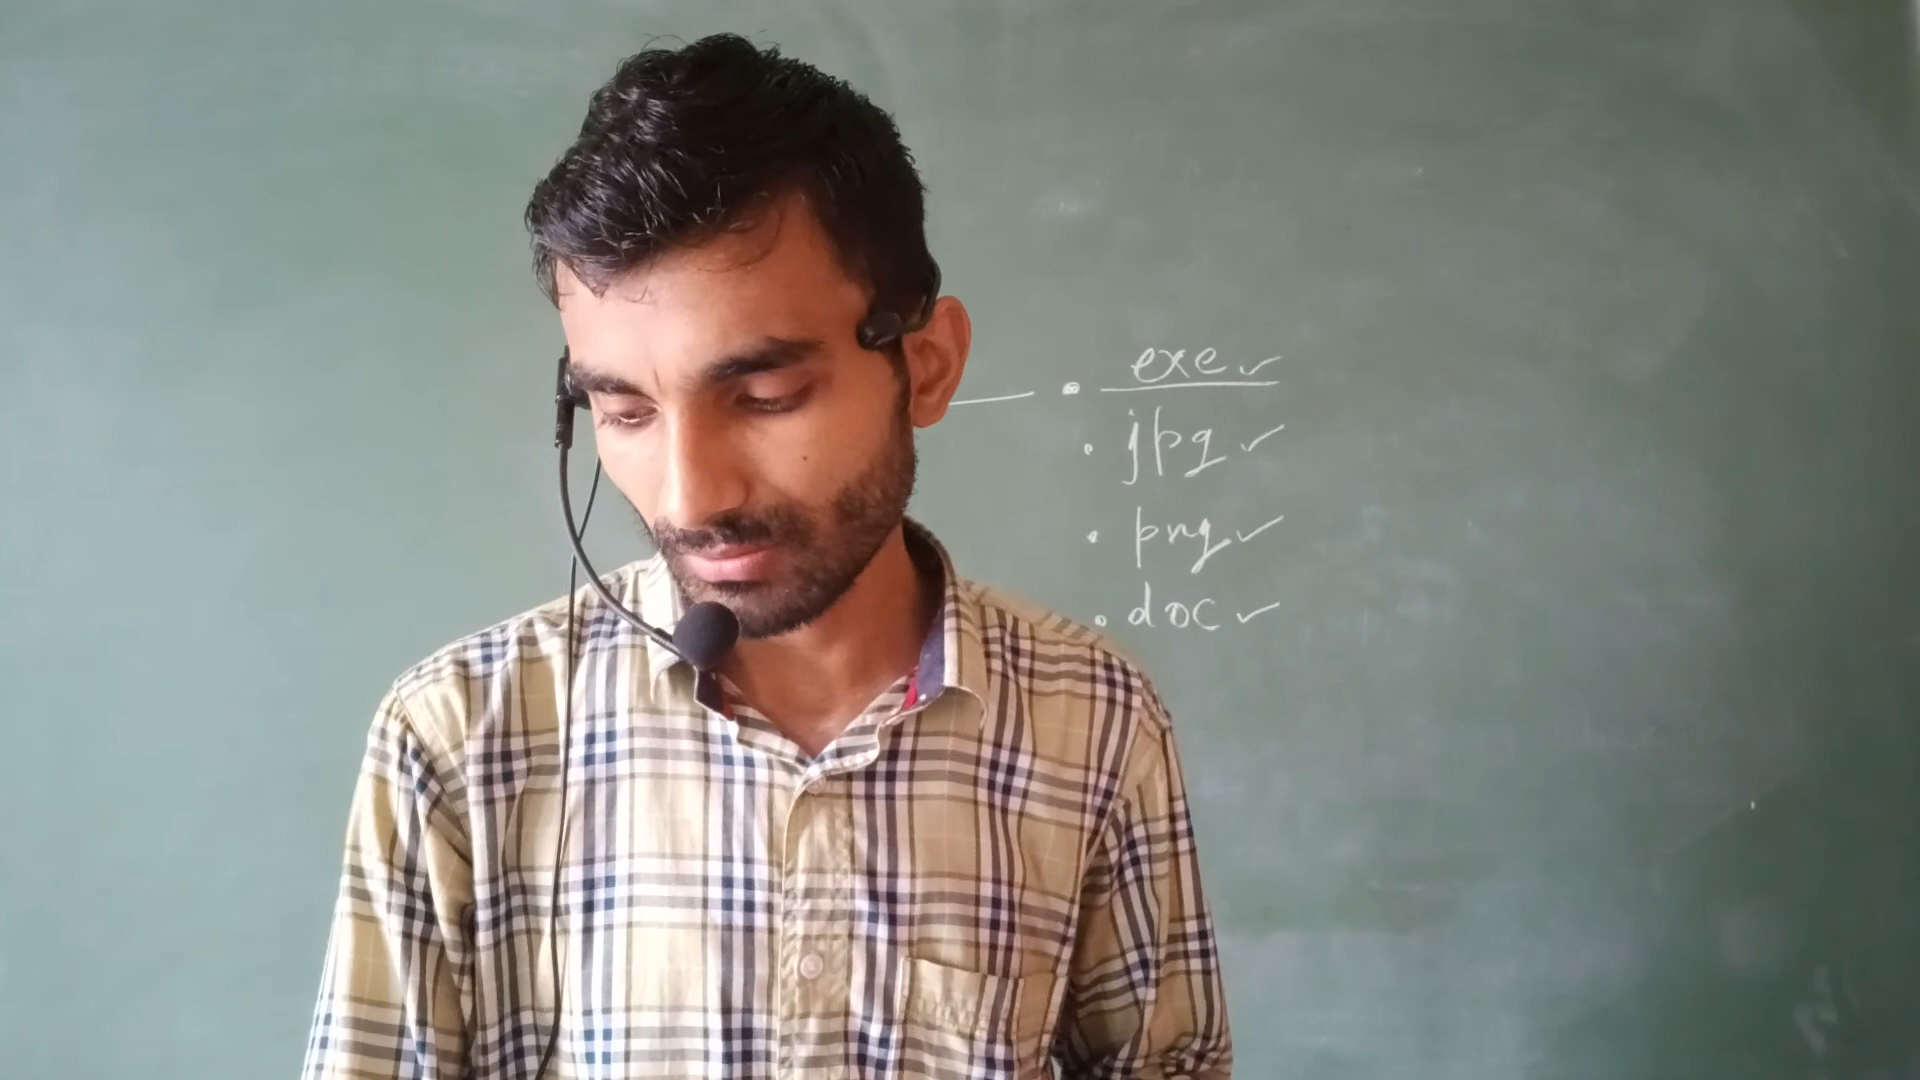 — • exe ✓
• jpg ✓
• png ✓
• doc ✓